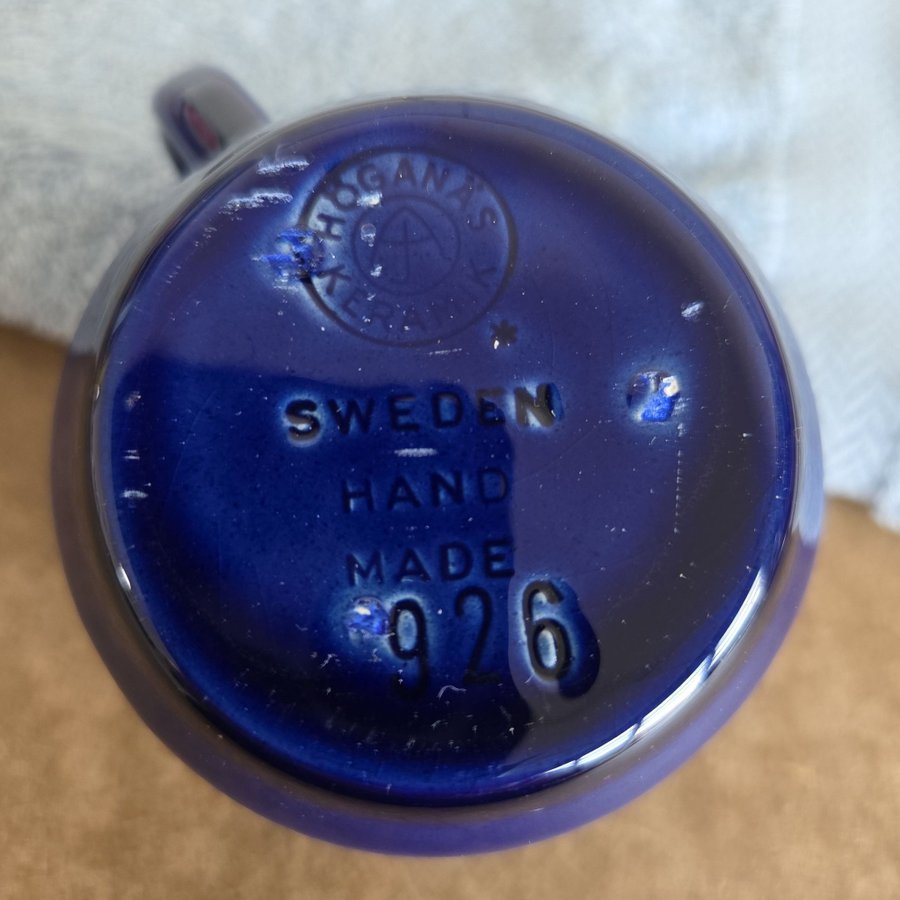 HÖGANÄS
KERAMIK
*
SWEDEN
HAND
MADE
926